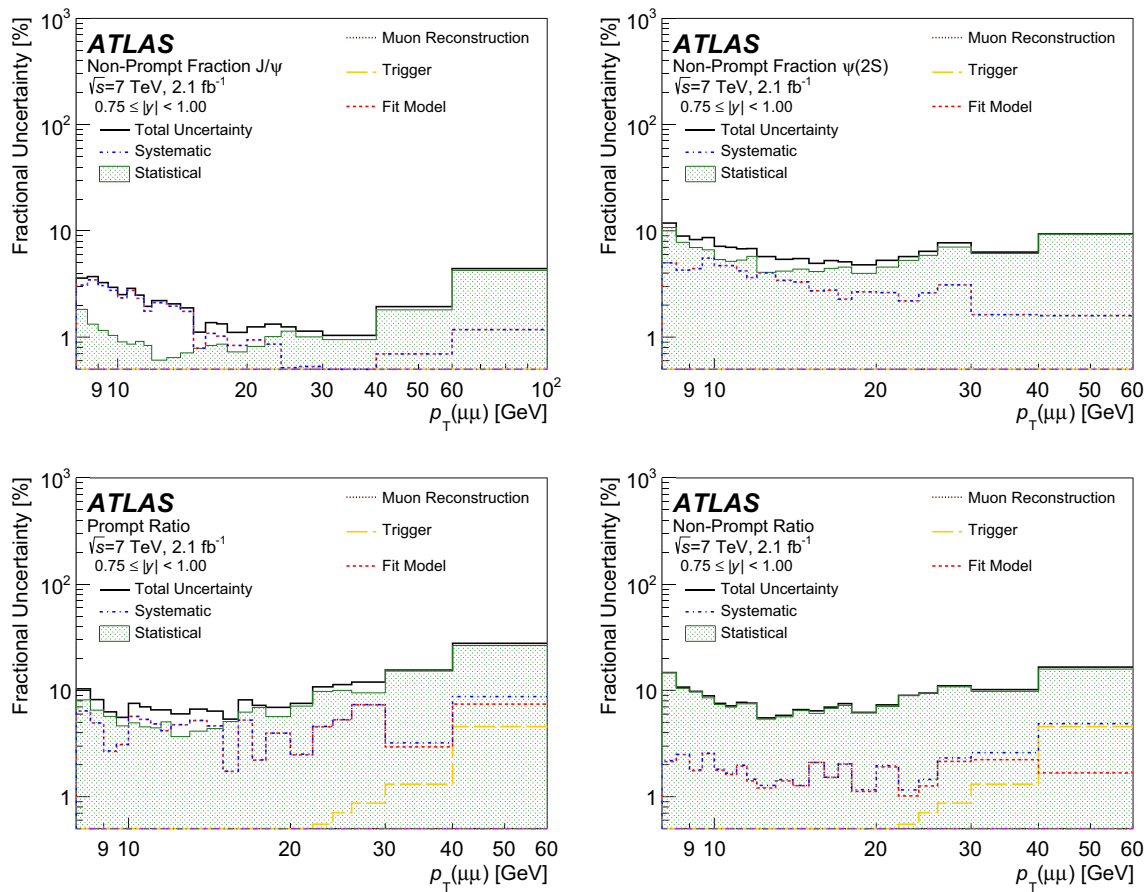 Fractional Uncertainty [%]
10³
10²
10
1
ATLAS
Non-Prompt Fraction J/ψ
√s=7 TeV, 2.1 fb⁻¹
0.75 ≤ |y| < 1.00
Total Uncertainty
Systematic
Statistical
Muon Reconstruction
Trigger
Fit Model
9 10 20 30 40 50 60 10²
p_T(μμ) [GeV]
Fractional Uncertainty [%]
10³
10²
10
1
ATLAS
Non-Prompt Fraction ψ(2S)
√s=7 TeV, 2.1 fb⁻¹
0.75 ≤ |y| < 1.00
Total Uncertainty
Systematic
Statistical
Muon Reconstruction
Trigger
Fit Model
9 10 20 30 40 50 60
p_T(μμ) [GeV]
Fractional Uncertainty [%]
10³
10²
10
1
ATLAS
Prompt Ratio
√s=7 TeV, 2.1 fb⁻¹
0.75 ≤ |y| < 1.00
Total Uncertainty
Systematic
Statistical
Muon Reconstruction
Trigger
Fit Model
9 10 20 30 40 50 60
p_T(μμ) [GeV]
Fractional Uncertainty [%]
10³
10²
10
1
ATLAS
Non-Prompt Ratio
√s=7 TeV, 2.1 fb⁻¹
0.75 ≤ |y| < 1.00
Total Uncertainty
Systematic
Statistical
Muon Reconstruction
Trigger
Fit Model
9 10 20 30 40 50 60
p_T(μμ) [GeV]